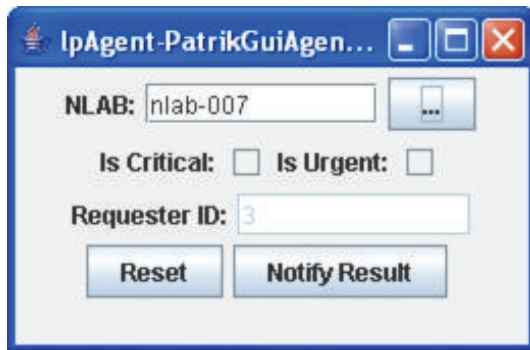 lpAgent-PatrikGuiAgen...
NLAB: nlab-007 ...
Is Critical: Is Urgent:
Requester ID: 3
Reset Notify Result